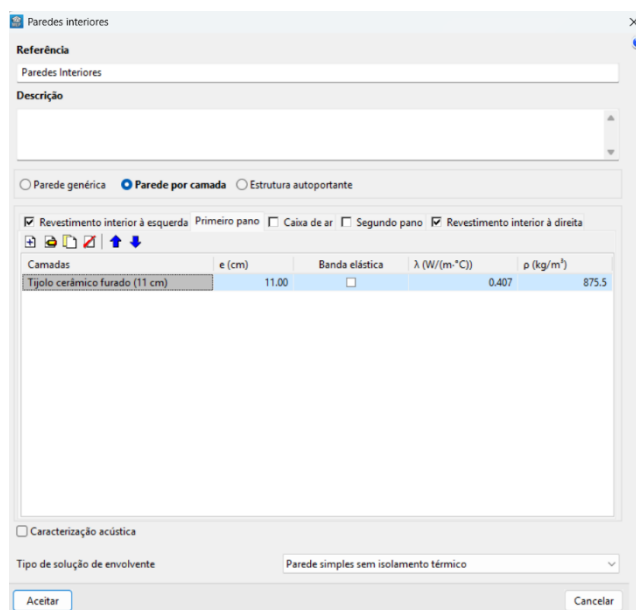 Paredes interiores
Referência
Paredes Interiores
Descrição
Parede genérica Parede por camada Estrutura autoportante
Revestimento interior à esquerda Primeiro pano Caixa de ar Segundo pano Revestimento interior à direita
Camadas e (cm) Banda elástica λ (W/(m·°C)) ρ (kg/m³)
Tijolo cerâmico furado (11 cm) 11.00 0.407 875.5
Caracterização acústica
Tipo de solução de envolvente Parede simples sem isolamento térmico
Aceitar Cancelar